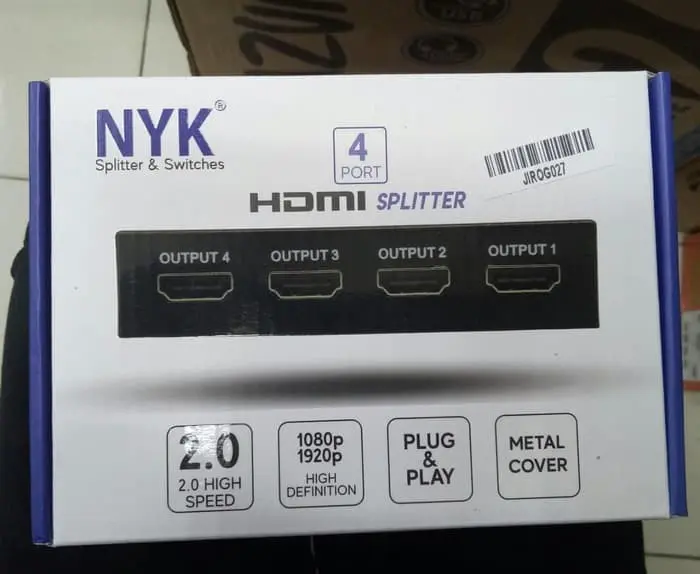 USB
NYK®
Splitter & Switches
4
PORT
JIROG027
HDMI SPLITTER
OUTPUT 4
OUTPUT 3
OUTPUT 2
OUTPUT 1
2.0
2.0 HIGH
SPEED
1080p
1920p
HIGH
DEFINITION
PLUG
&
PLAY
METAL
COVER